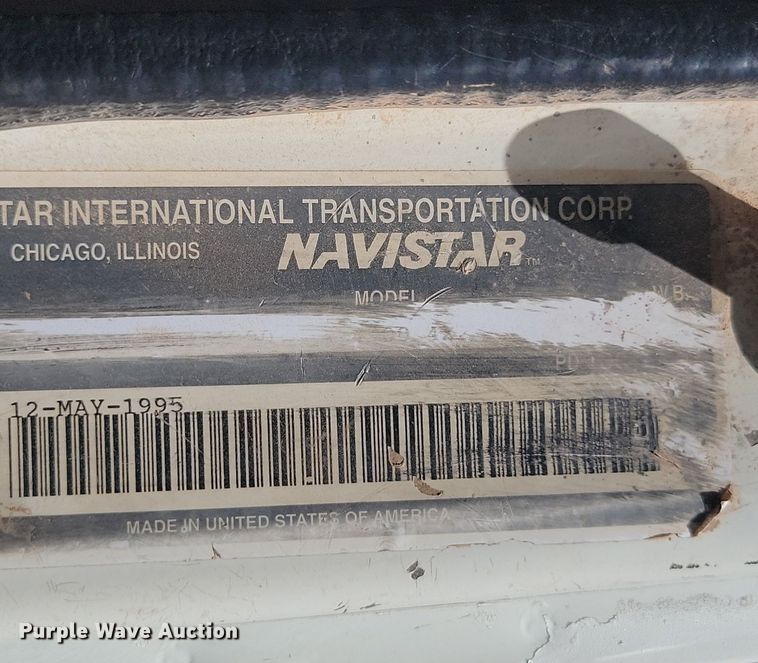 TAR INTERNATIONAL TRANSPORTATION CORP.
CHICAGO, ILLINOIS NAVISTAR™
MODEL W.B.
12-MAY-1995
MADE IN UNITED STATES OF AMERICA
Purple Wave Auction